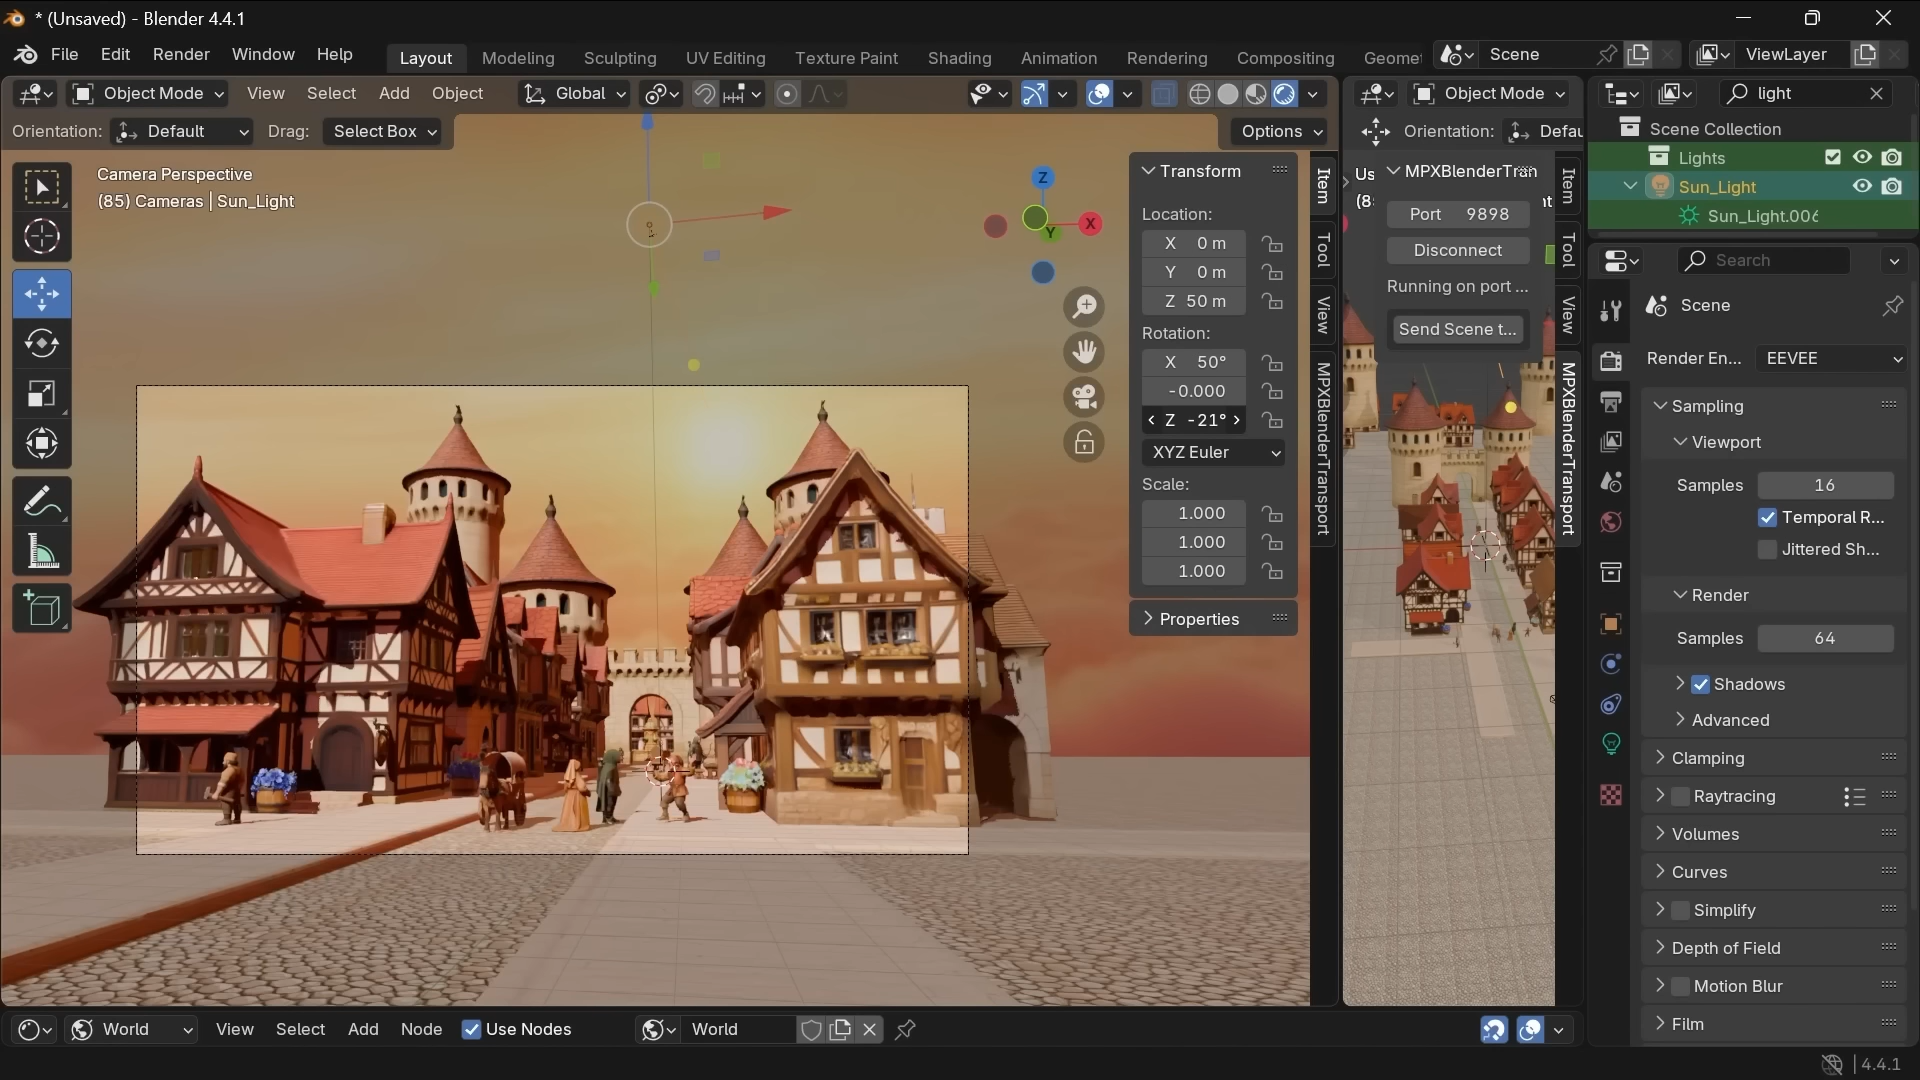 * (Unsaved) - Blender 4.4.1
File Edit Render Window Help
Layout Modeling Sculpting UV Editing Texture Paint Shading Animation Rendering Compositing Geome
Scene
ViewLayer
Object Mode View Select Add Object
Global
Object Mode
light
Orientation: Default Drag: Select Box
Options
Orientation: Defau
Scene Collection
Lights
Sun_Light
Sun_Light.006
Camera Perspective
(85) Cameras | Sun_Light
Z
X
Y
Transform
Location:
X 0 m
Y 0 m
Z 50 m
Rotation:
X 50°
-0.000
Z -21°
XYZ Euler
Scale:
1.000
1.000
1.000
Properties
Item
Tool
View
MPXBlenderTransport
Us
(8
nt
MPXBlenderTran
Port 9898
Disconnect
Running on port ...
Send Scene t...
Item
Tool
View
MPXBlenderTransport
Search
Scene
Render En... EEVEE
Sampling
Viewport
Samples 16
Temporal R...
Jittered Sh...
Render
Samples 64
Shadows
Advanced
Clamping
Raytracing
Volumes
Curves
Simplify
Depth of Field
Motion Blur
Film
World View Select Add Node Use Nodes
World
4.4.1